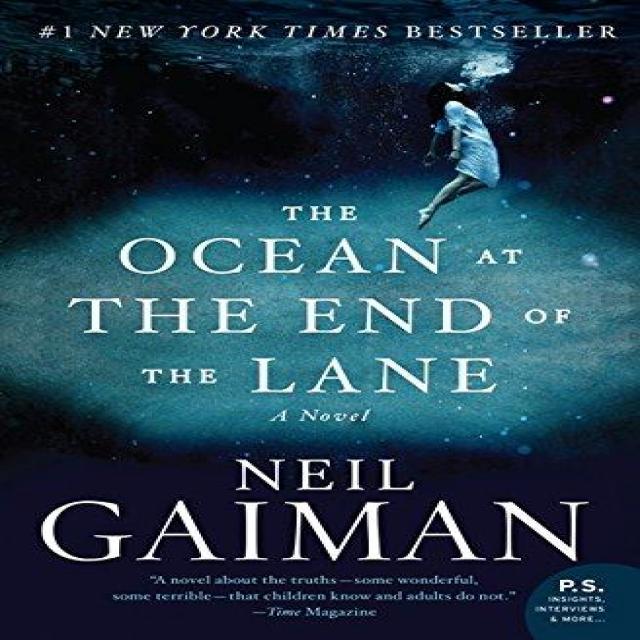 #1 NEW YORK TIMES BESTSELLER
THE
OCEAN AT
THE END OF
THE LANE
A Novel
NEIL
GAIMAN
"A novel about the truths—some wonderful,
some terrible—that children know and adults do not."
—Time Magazine
P.S.
INSIGHTS,
INTERVIEWS
& MORE...